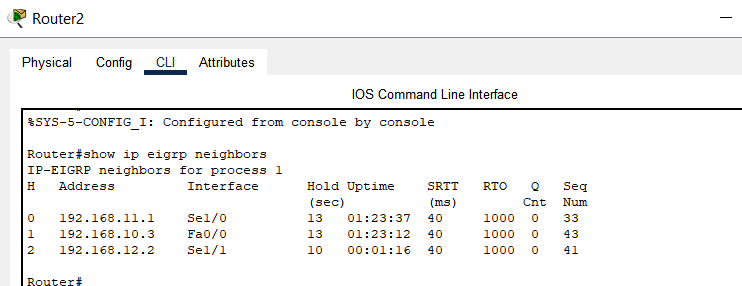 Router2
Physical Config CLI Attributes
IOS Command Line Interface
%SYS-5-CONFIG_I: Configured from console by console
Router#show ip eigrp neighbors
IP-EIGRP neighbors for process 1
H Address Interface Hold Uptime SRTT RTO Q Seq
(sec) (ms) Cnt Num
0 192.168.11.1 Se1/0 13 01:23:37 40 1000 0 33
1 192.168.10.3 Fa0/0 13 01:23:12 40 1000 0 43
2 192.168.12.2 Se1/1 10 00:01:16 40 1000 0 41
Router#